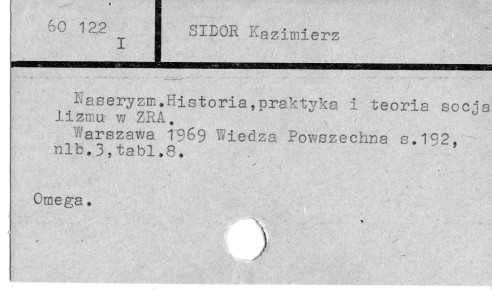 60 122
I
SIDOR Kazimierz
Naseryzm.Historia,praktyka i teoria socja
lizmu w ZRA.
Warszawa 1969 Wiedza Powszechna s.192,
nlb.3,tabl.8.
Omega.